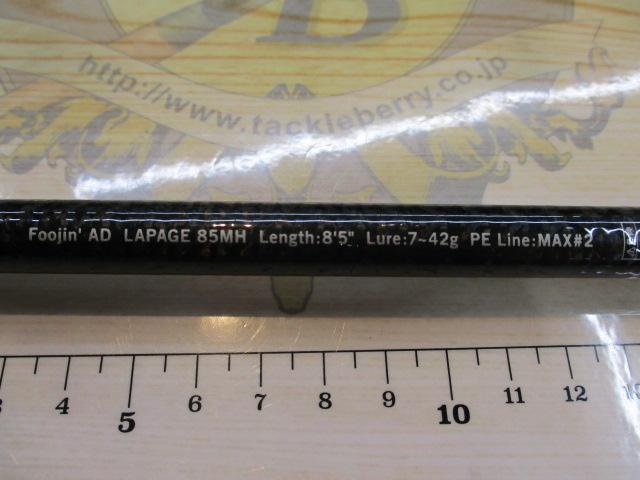 B
http://www.tackleberry.co.jp
Foojin' AD LAPAGE 85MH Length:8'5" Lure:7~42g PE Line:MAX#2
4 5 6 7 8 9 10 11 12